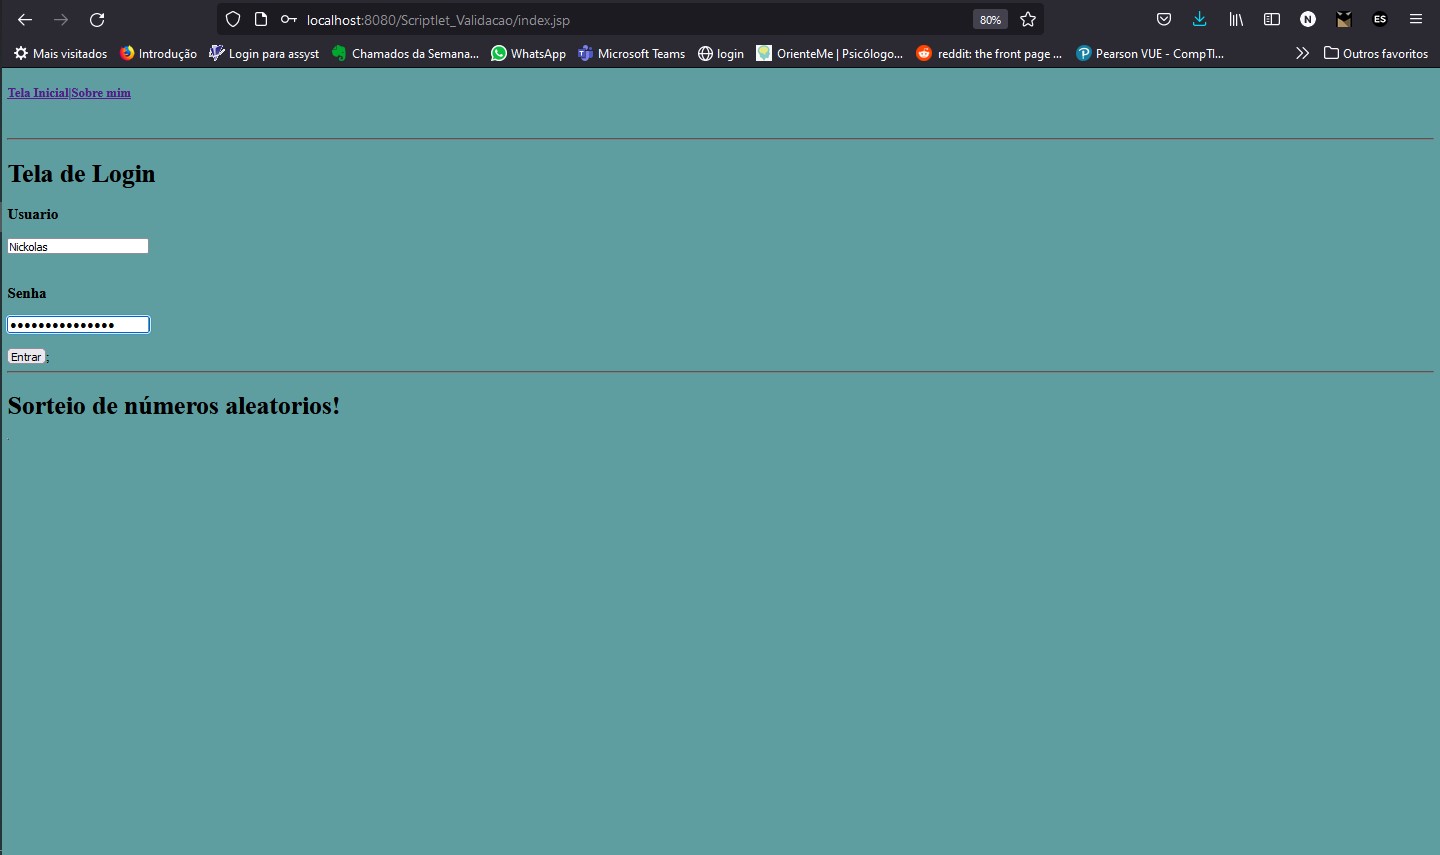 localhost:8080/Scriptlet_Validacao/index.jsp 80% N ES
Mais visitados Introdução Login para assyst Chamados da Semana... WhatsApp Microsoft Teams login OrienteMe | Psicólogo... reddit: the front page ... Pearson VUE - CompTI... Outros favoritos
Tela Inicial|Sobre mim
Tela de Login
Usuario
Nickolas
Senha
•••••••••••••••
Entrar ;
Sorteio de números aleatorios!